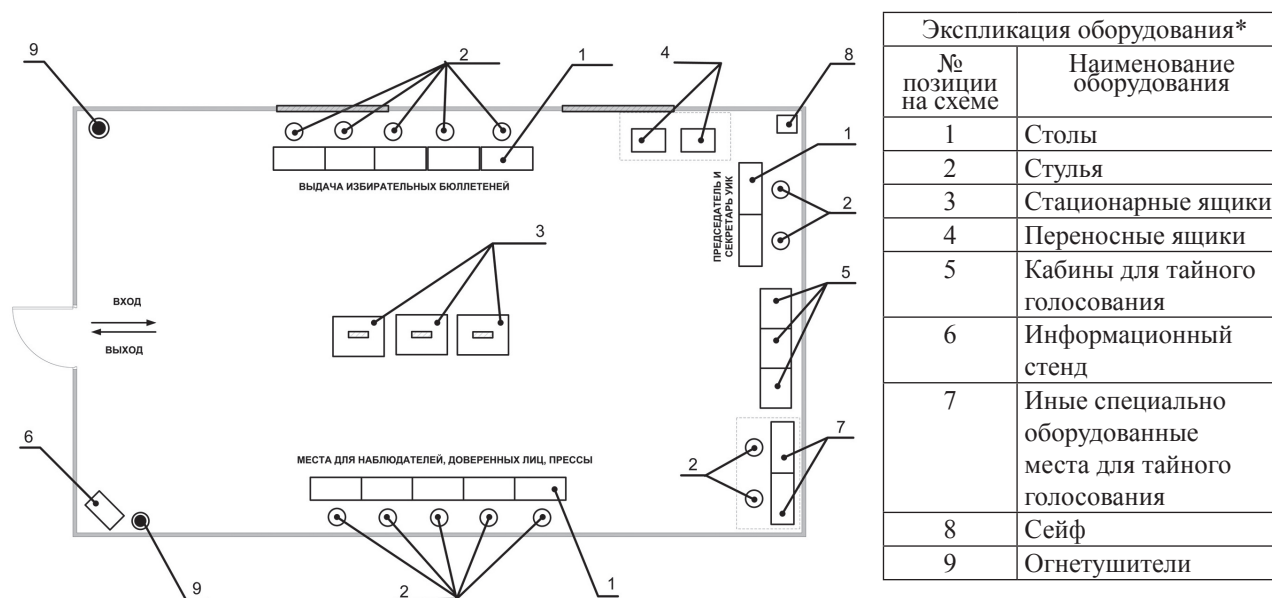 9
2
1
4
8
1
ВЫДАЧА ИЗБИРАТЕЛЬНЫХ БЮЛЛЕТЕНЕЙ
ПРЕДСЕДАТЕЛЬ И
СЕКРЕТАРЬ УИК
2
3
5
ВХОД
ВЫХОД
6
МЕСТА ДЛЯ НАБЛЮДАТЕЛЕЙ, ДОВЕРЕННЫХ ЛИЦ, ПРЕССЫ
2
7
9
2
1
Экспликация оборудования*
№
позиции
на схеме
Наименование
оборудования
1 Столы
2 Стулья
3 Стационарные ящики
4 Переносные ящики
5 Кабины для тайного
голосования
6 Информационный
стенд
7 Иные специально
оборудованные
места для тайного
голосования
8 Сейф
9 Огнетушители